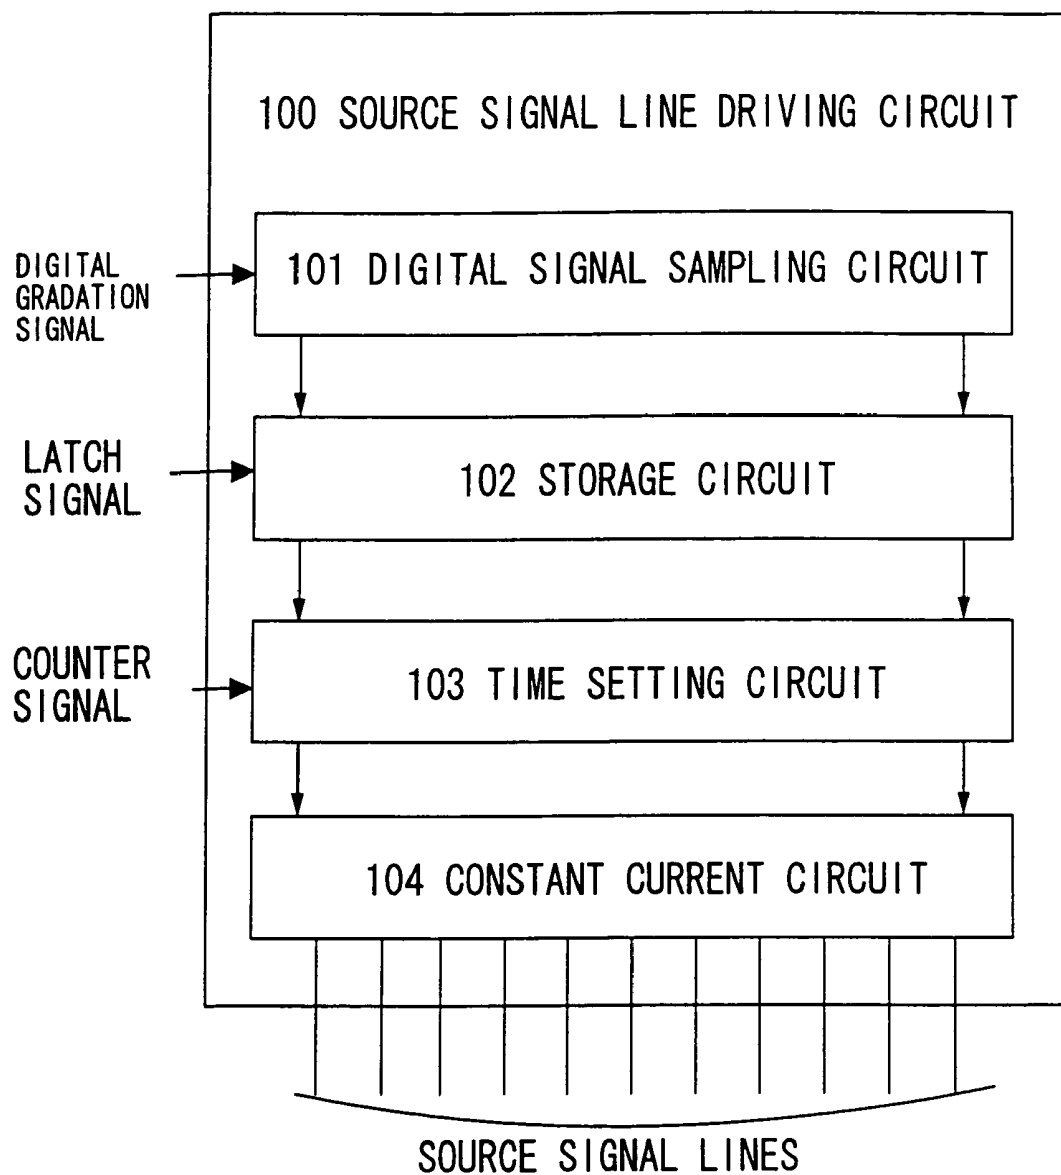 100 SOURCE SIGNAL LINE DRIVING CIRCUIT
DIGITAL
GRADATION
SIGNAL
101 DIGITAL SIGNAL SAMPLING CIRCUIT
LATCH
SIGNAL
102 STORAGE CIRCUIT
COUNTER
SIGNAL
103 TIME SETTING CIRCUIT
104 CONSTANT CURRENT CIRCUIT
SOURCE SIGNAL LINES